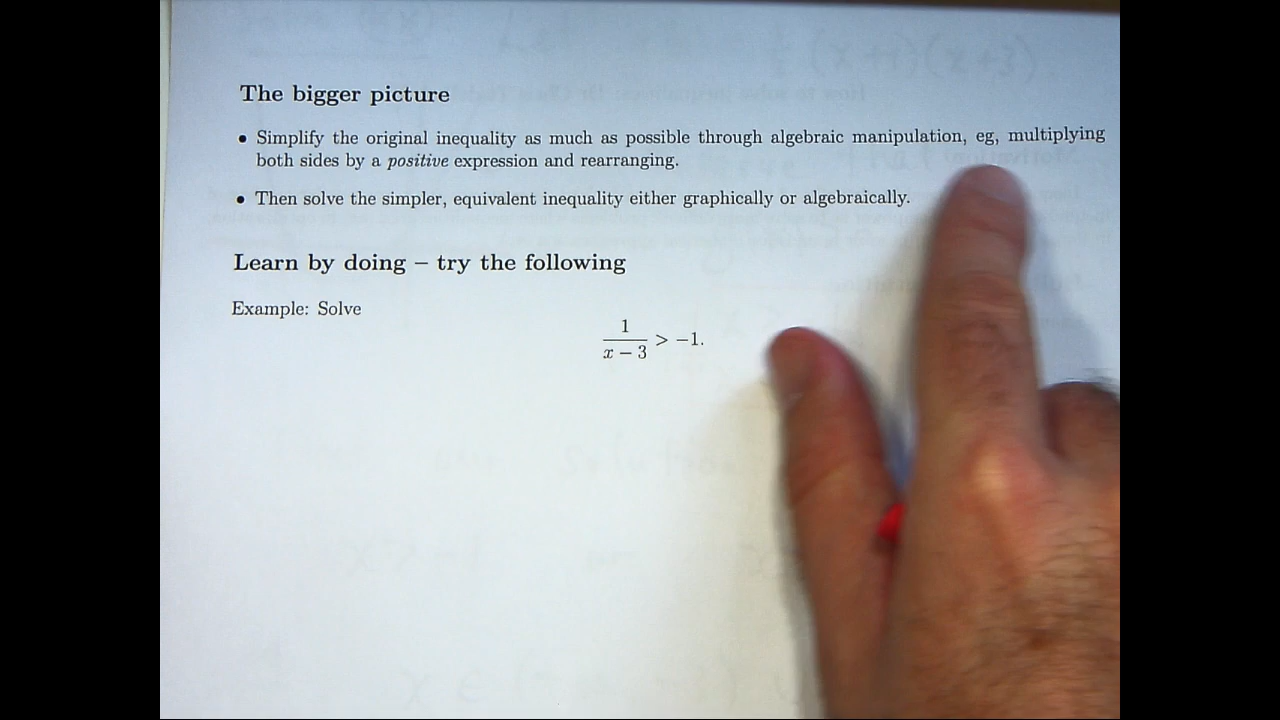 The bigger picture
• Simplify the original inequality as much as possible through algebraic manipulation, eg, multiplying
both sides by a positive expression and rearranging.
• Then solve the simpler, equivalent inequality either graphically or algebraically.
Learn by doing – try the following
Example: Solve
1
x − 3 > −1.